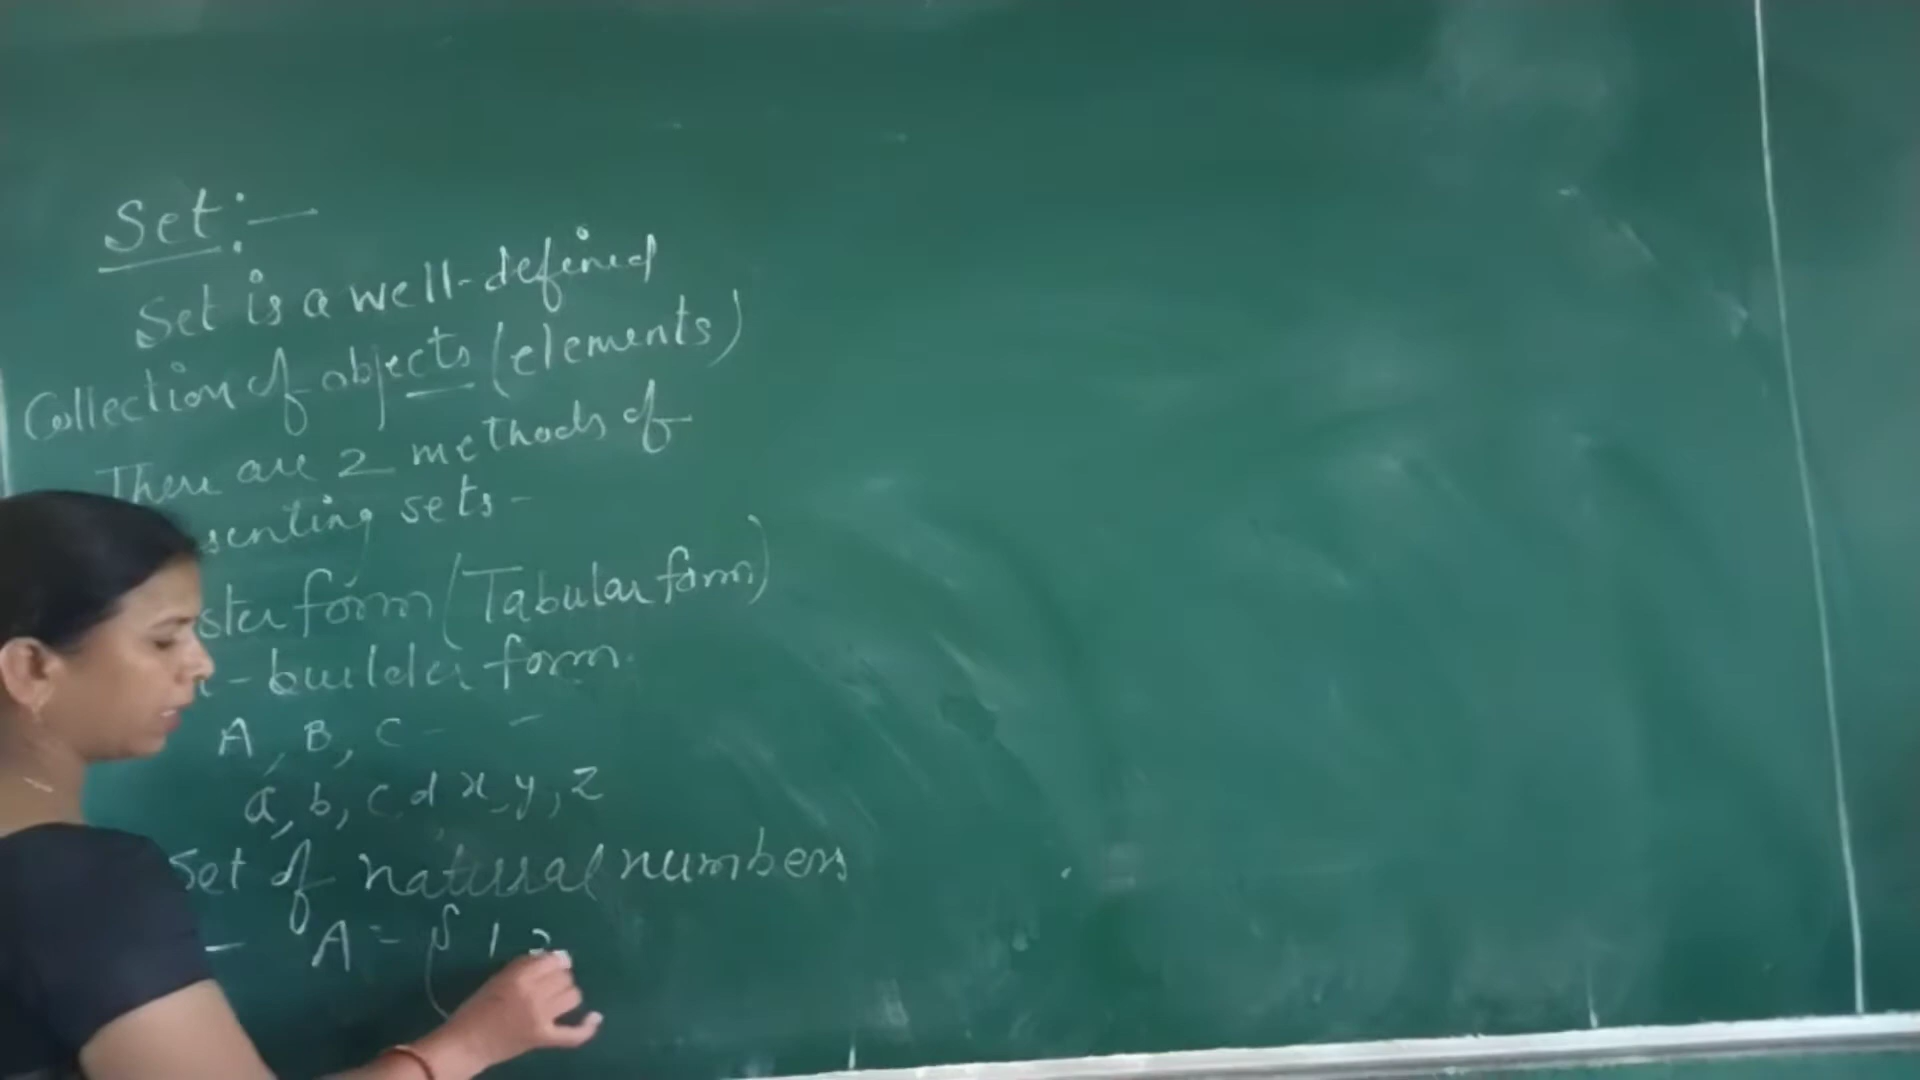 Set:-
Set is a well-defined
Collection of objects (elements)
There are 2 methods of
senting sets -
ster form (Tabular form)
r-builder form.
A, B, C - -
a, b, c d x, y, z
Set of natural numbers
- A = { 1 2